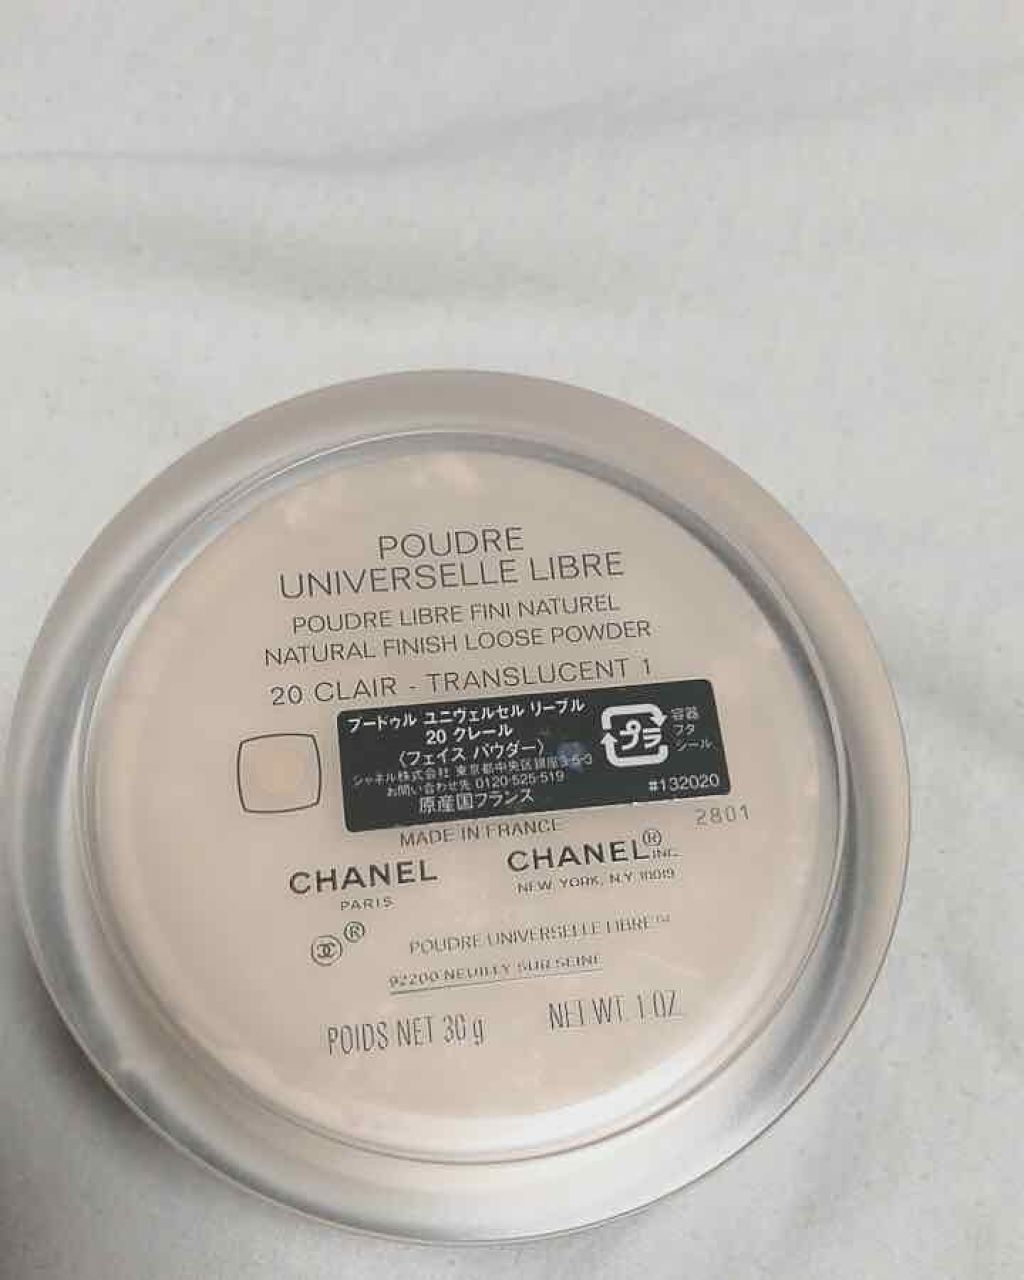 POUDRE
UNIVERSELLE LIBRE
POUDRE LIBRE FINI NATUREL
NATURAL FINISH LOOSE POWDER
20 CLAIR - TRANSLUCENT 1
プードゥル ユニヴェルセル リーブル
20 クレール
〈フェイス パウダー〉
シャネル株式会社 東京都中央区銀座3-5-3
お問い合わせ先 0120-525-519
原産国フランス
プラ
容器
フタ
シール
#132020
2801
MADE IN FRANCE
CHANEL
PARIS
CHANEL®
INC.
NEW YORK, N.Y. 10019
®
POUDRE UNIVERSELLE LIBRE™
92200 NEUILLY SUR SEINE
POIDS NET 30 g
NET WT. 1 OZ.